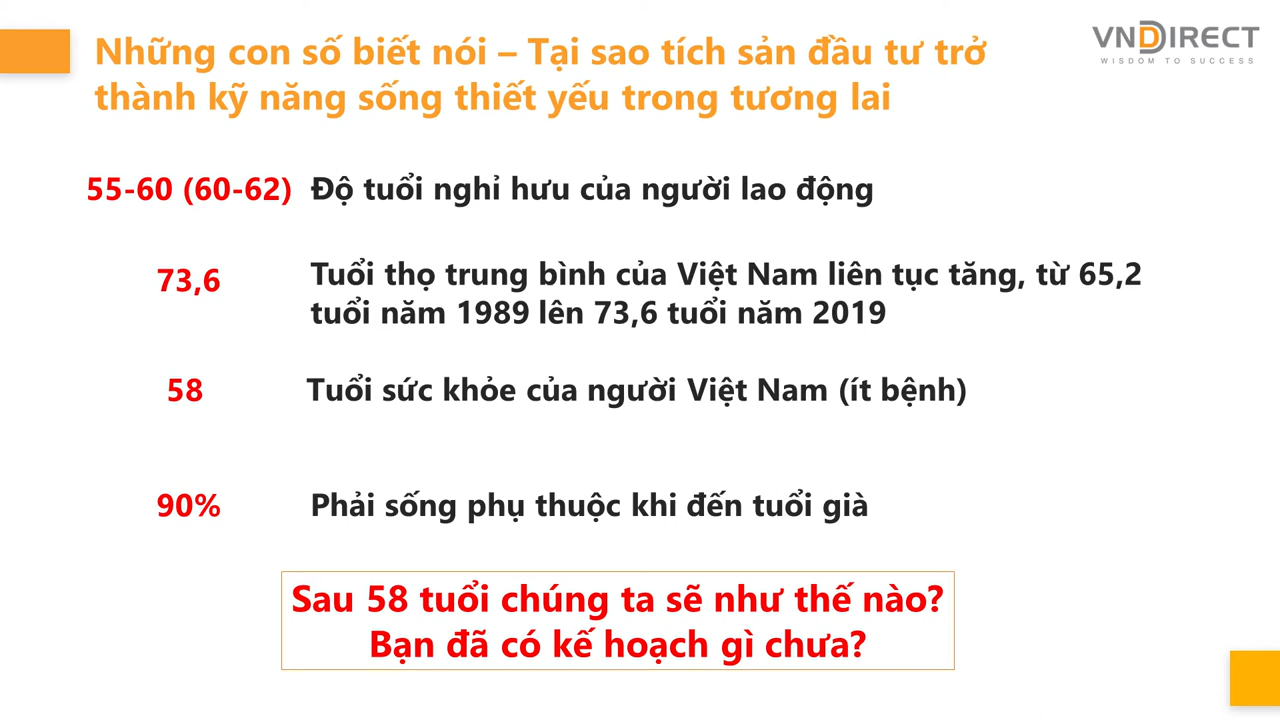 Những con số biết nói – Tại sao tích sản đầu tư trở
thành kỹ năng sống thiết yếu trong tương lai
VNDIRECT
WISDOM TO SUCCESS
55-60 (60-62) Độ tuổi nghỉ hưu của người lao động
73,6
Tuổi thọ trung bình của Việt Nam liên tục tăng, từ 65,2
tuổi năm 1989 lên 73,6 tuổi năm 2019
58 Tuổi sức khỏe của người Việt Nam (ít bệnh)
90% Phải sống phụ thuộc khi đến tuổi già
Sau 58 tuổi chúng ta sẽ như thế nào?
Bạn đã có kế hoạch gì chưa?